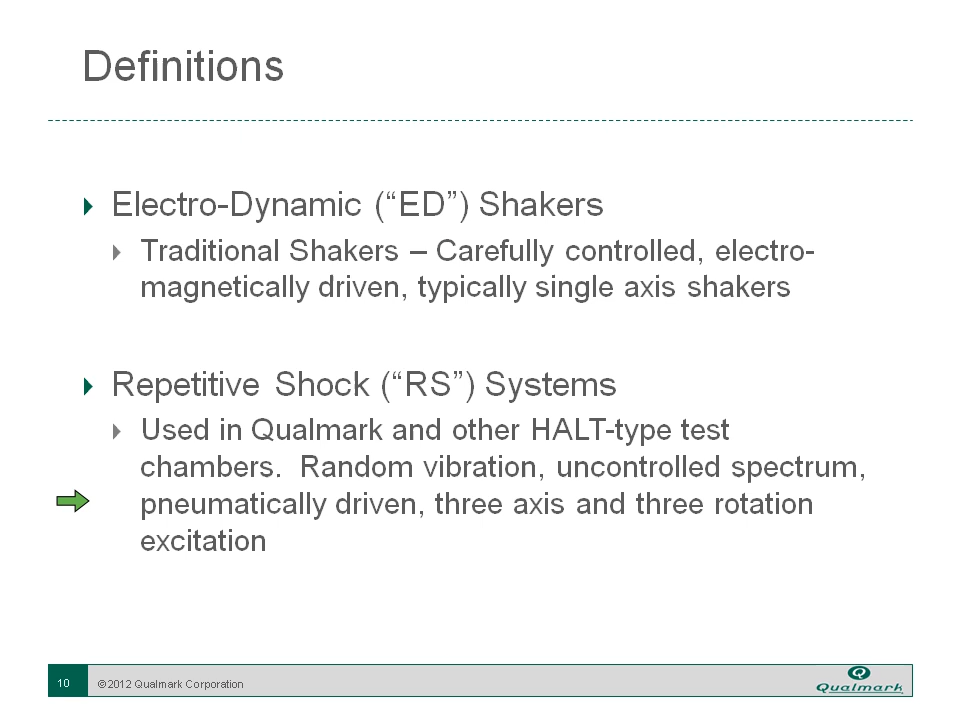 Definitions
Electro-Dynamic (“ED”) Shakers
Traditional Shakers – Carefully controlled, electro-
magnetically driven, typically single axis shakers
Repetitive Shock (“RS”) Systems
Used in Qualmark and other HALT-type test
chambers.  Random vibration, uncontrolled spectrum,
pneumatically driven, three axis and three rotation
excitation
10
©2012 Qualmark Corporation
Qualmark